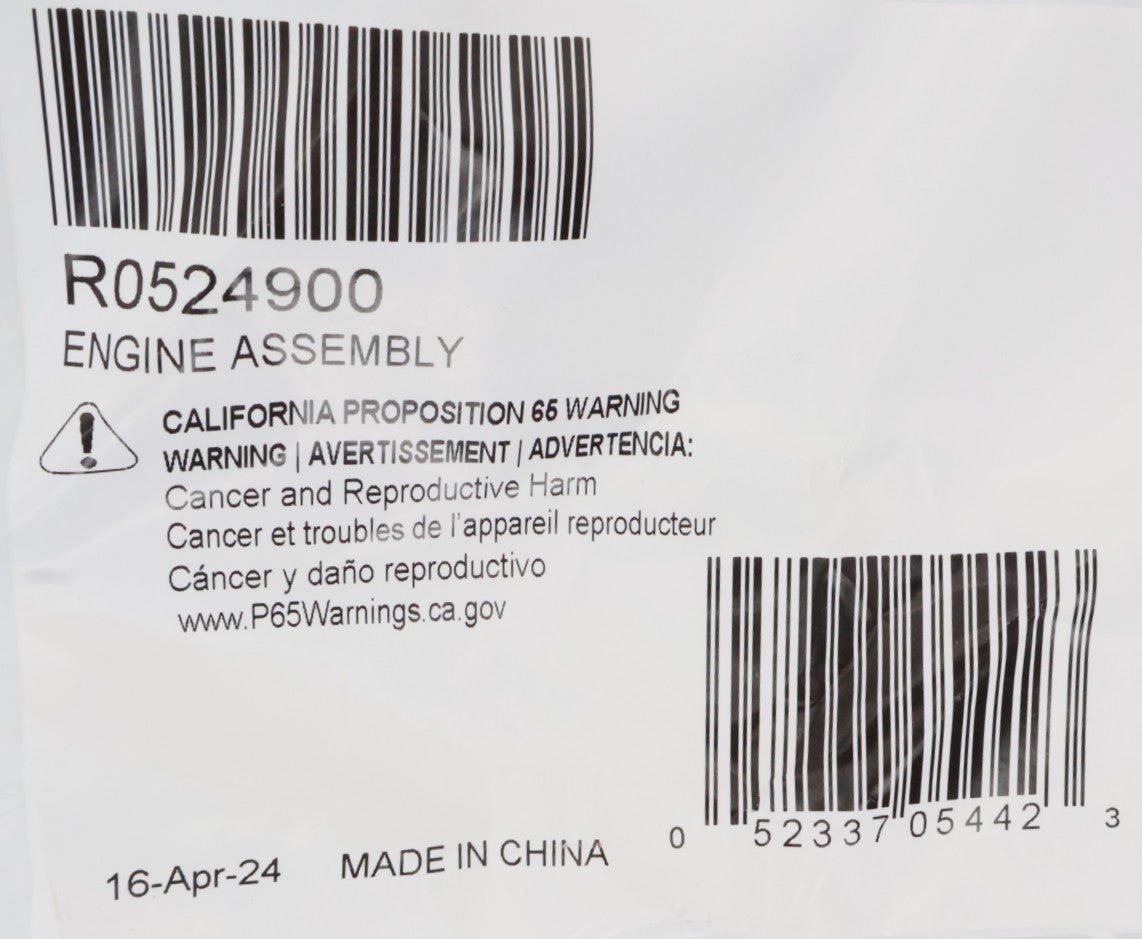 R0524900
ENGINE ASSEMBLY
CALIFORNIA PROPOSITION 65 WARNING
WARNING | AVERTISSEMENT | ADVERTENCIA:
Cancer and Reproductive Harm
Cancer et troubles de l'appareil reproducteur
Cáncer y daño reproductivo
www.P65Warnings.ca.gov
0 52337 05442 3
16-Apr-24 MADE IN CHINA